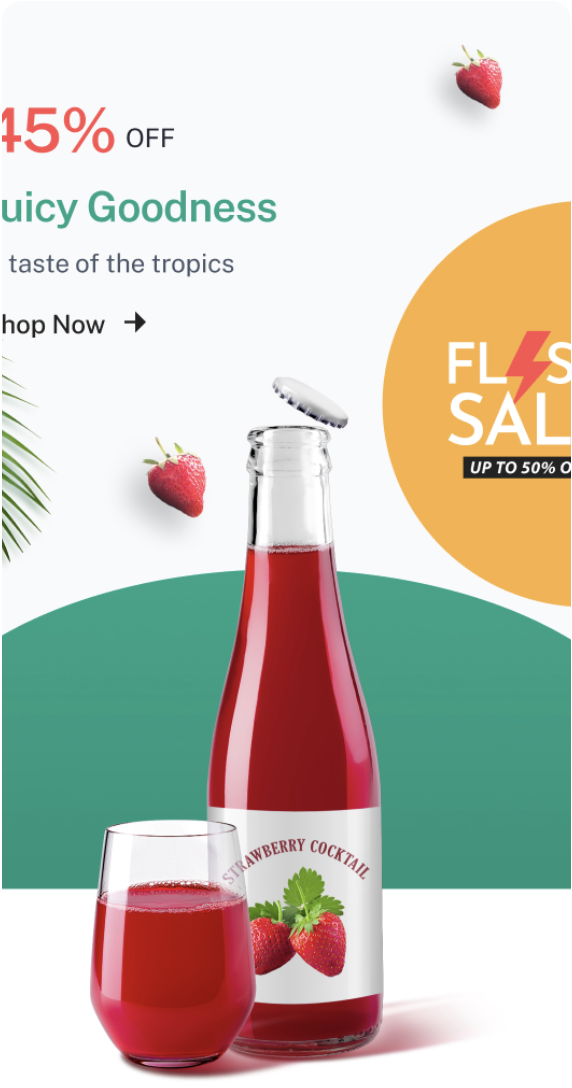 45% OFF
uicy Goodness
taste of the tropics
hop Now
FL⚡S
SAL
UP TO 50% O
STRAWBERRY COCKTAIL